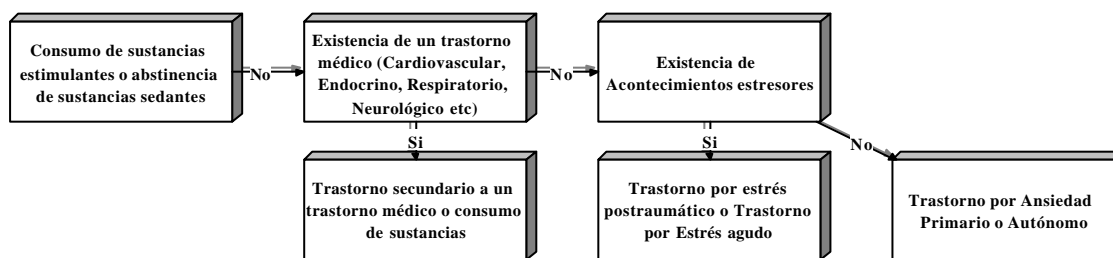 Consumo de sustancias
estimulantes o abstinencia
de sustancias sedantes
No
Existencia de un trastorno
médico (Cardiovascular,
Endocrino, Respiratorio,
Neurológico etc)
No
Existencia de
Acontecimientos estresores
Si
Si
No
Trastorno secundario a un
trastorno médico o consumo
de sustancias
Trastorno por estrés
postraumático o Trastorno
por Estrés agudo
Trastorno por Ansiedad
Primario o Autónomo